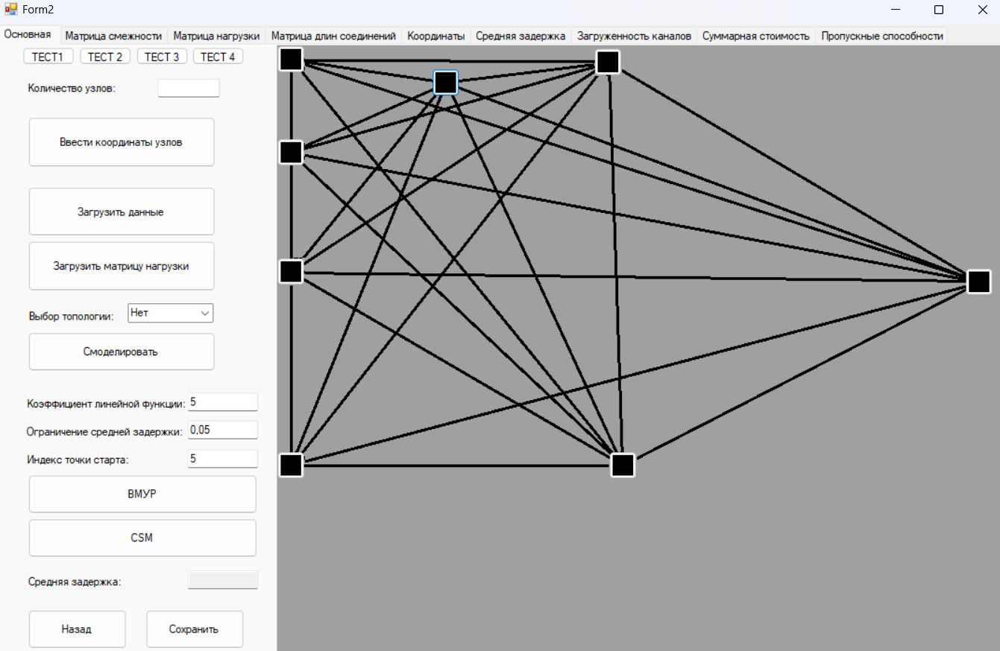 Form2
Основная Матрица смежности Матрица нагрузки Матрица длин соединений Координаты Средняя задержка Загруженность каналов Суммарная стоимость Пропускные способности
ТЕСТ1 ТЕСТ 2 ТЕСТ 3 ТЕСТ 4
Количество узлов:
Ввести координаты узлов
Загрузить данные
Загрузить матрицу нагрузки
Выбор топологии: Нет
Смоделировать
Коэффициент линейной функции: 5
Ограничение средней задержки: 0,05
Индекс точки старта: 5
ВМУР
CSM
Средняя задержка:
Назад Сохранить